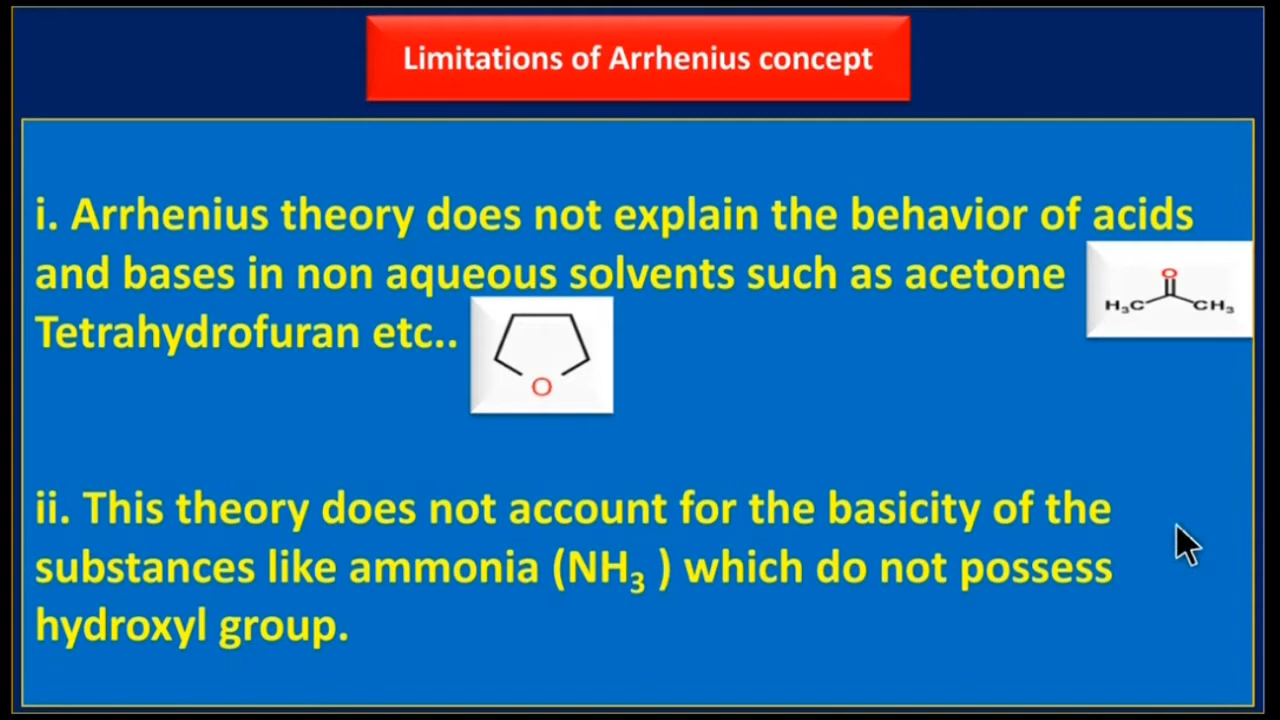 Limitations of Arrhenius concept
i. Arrhenius theory does not explain the behavior of acids
and bases in non aqueous solvents such as acetone
O
H₃C CH₃
Tetrahydrofuran etc..
O
ii. This theory does not account for the basicity of the
substances like ammonia (NH₃ ) which do not possess
hydroxyl group.